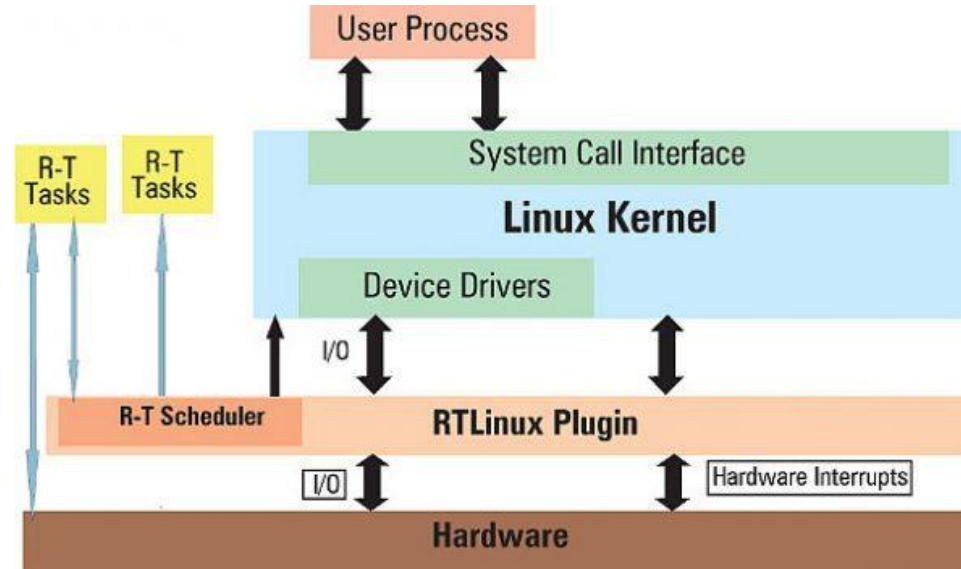 User Process
System Call Interface
R-T
Tasks
R-T
Tasks
Linux Kernel
Device Drivers
I/O
R-T Scheduler
RTLinux Plugin
I/O
Hardware Interrupts
Hardware